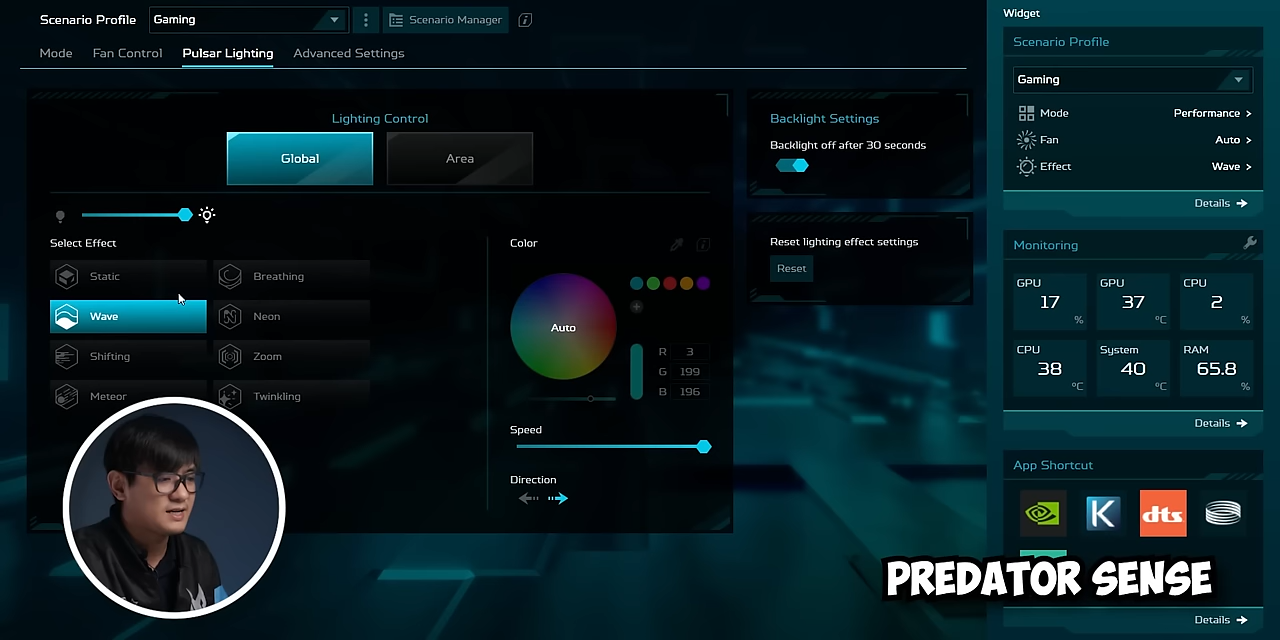 Scenario Profile
Gaming
Scenario Manager
Mode
Fan Control
Pulsar Lighting
Advanced Settings
Lighting Control
Global
Area
Select Effect
Static
Breathing
Wave
Neon
Shifting
Zoom
Meteor
Twinkling
Color
Auto
R 3
G 199
B 196
Speed
Direction
Backlight Settings
Backlight off after 30 seconds
Reset lighting effect settings
Reset
Widget
Scenario Profile
Gaming
Mode Performance >
Fan Auto >
Effect Wave >
Details →
Monitoring
GPU 17 %
GPU 37 °C
CPU 2 %
CPU 38 °C
System 40 °C
RAM 65.8 %
Details →
App Shortcut
K
dts
PREDATOR SENSE
Details →